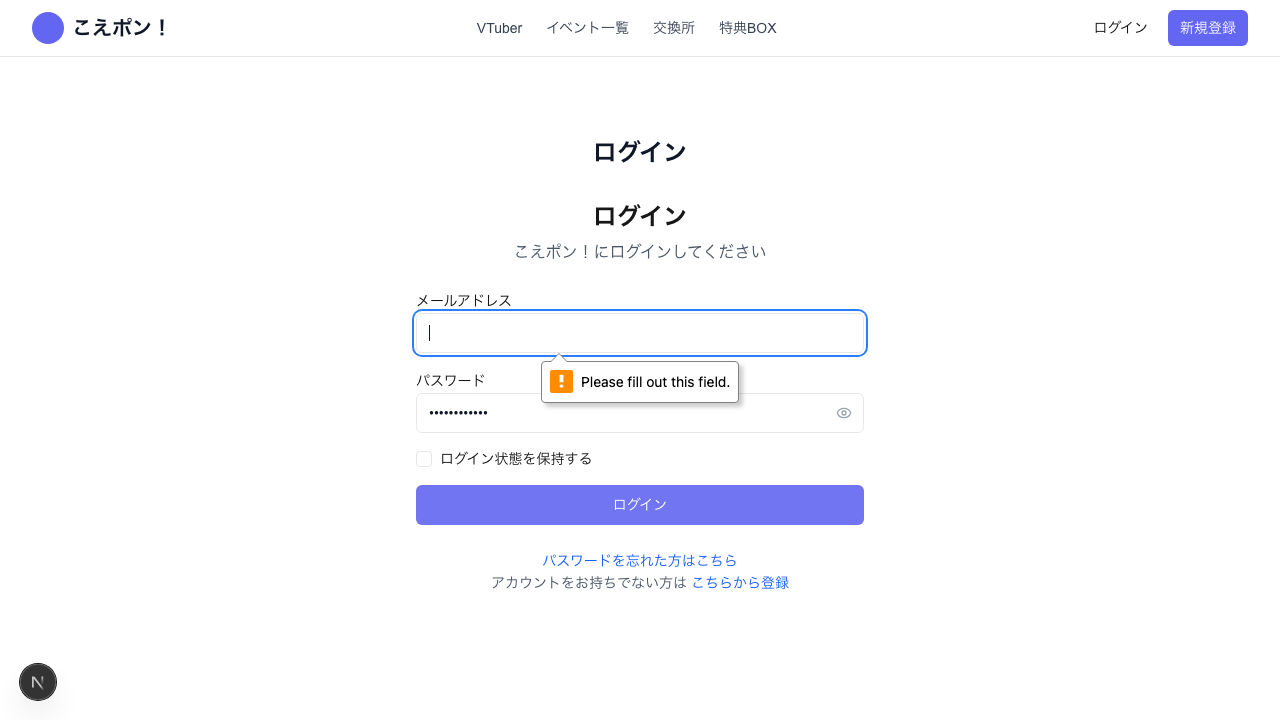 こえポン！
VTuber イベント一覧 交換所 特典BOX
ログイン 新規登録
ログイン
ログイン
こえポン！にログインしてください
メールアドレス
Please fill out this field.
パスワード
••••••••••••
ログイン状態を保持する
ログイン
パスワードを忘れた方はこちら
アカウントをお持ちでない方は こちらから登録
N